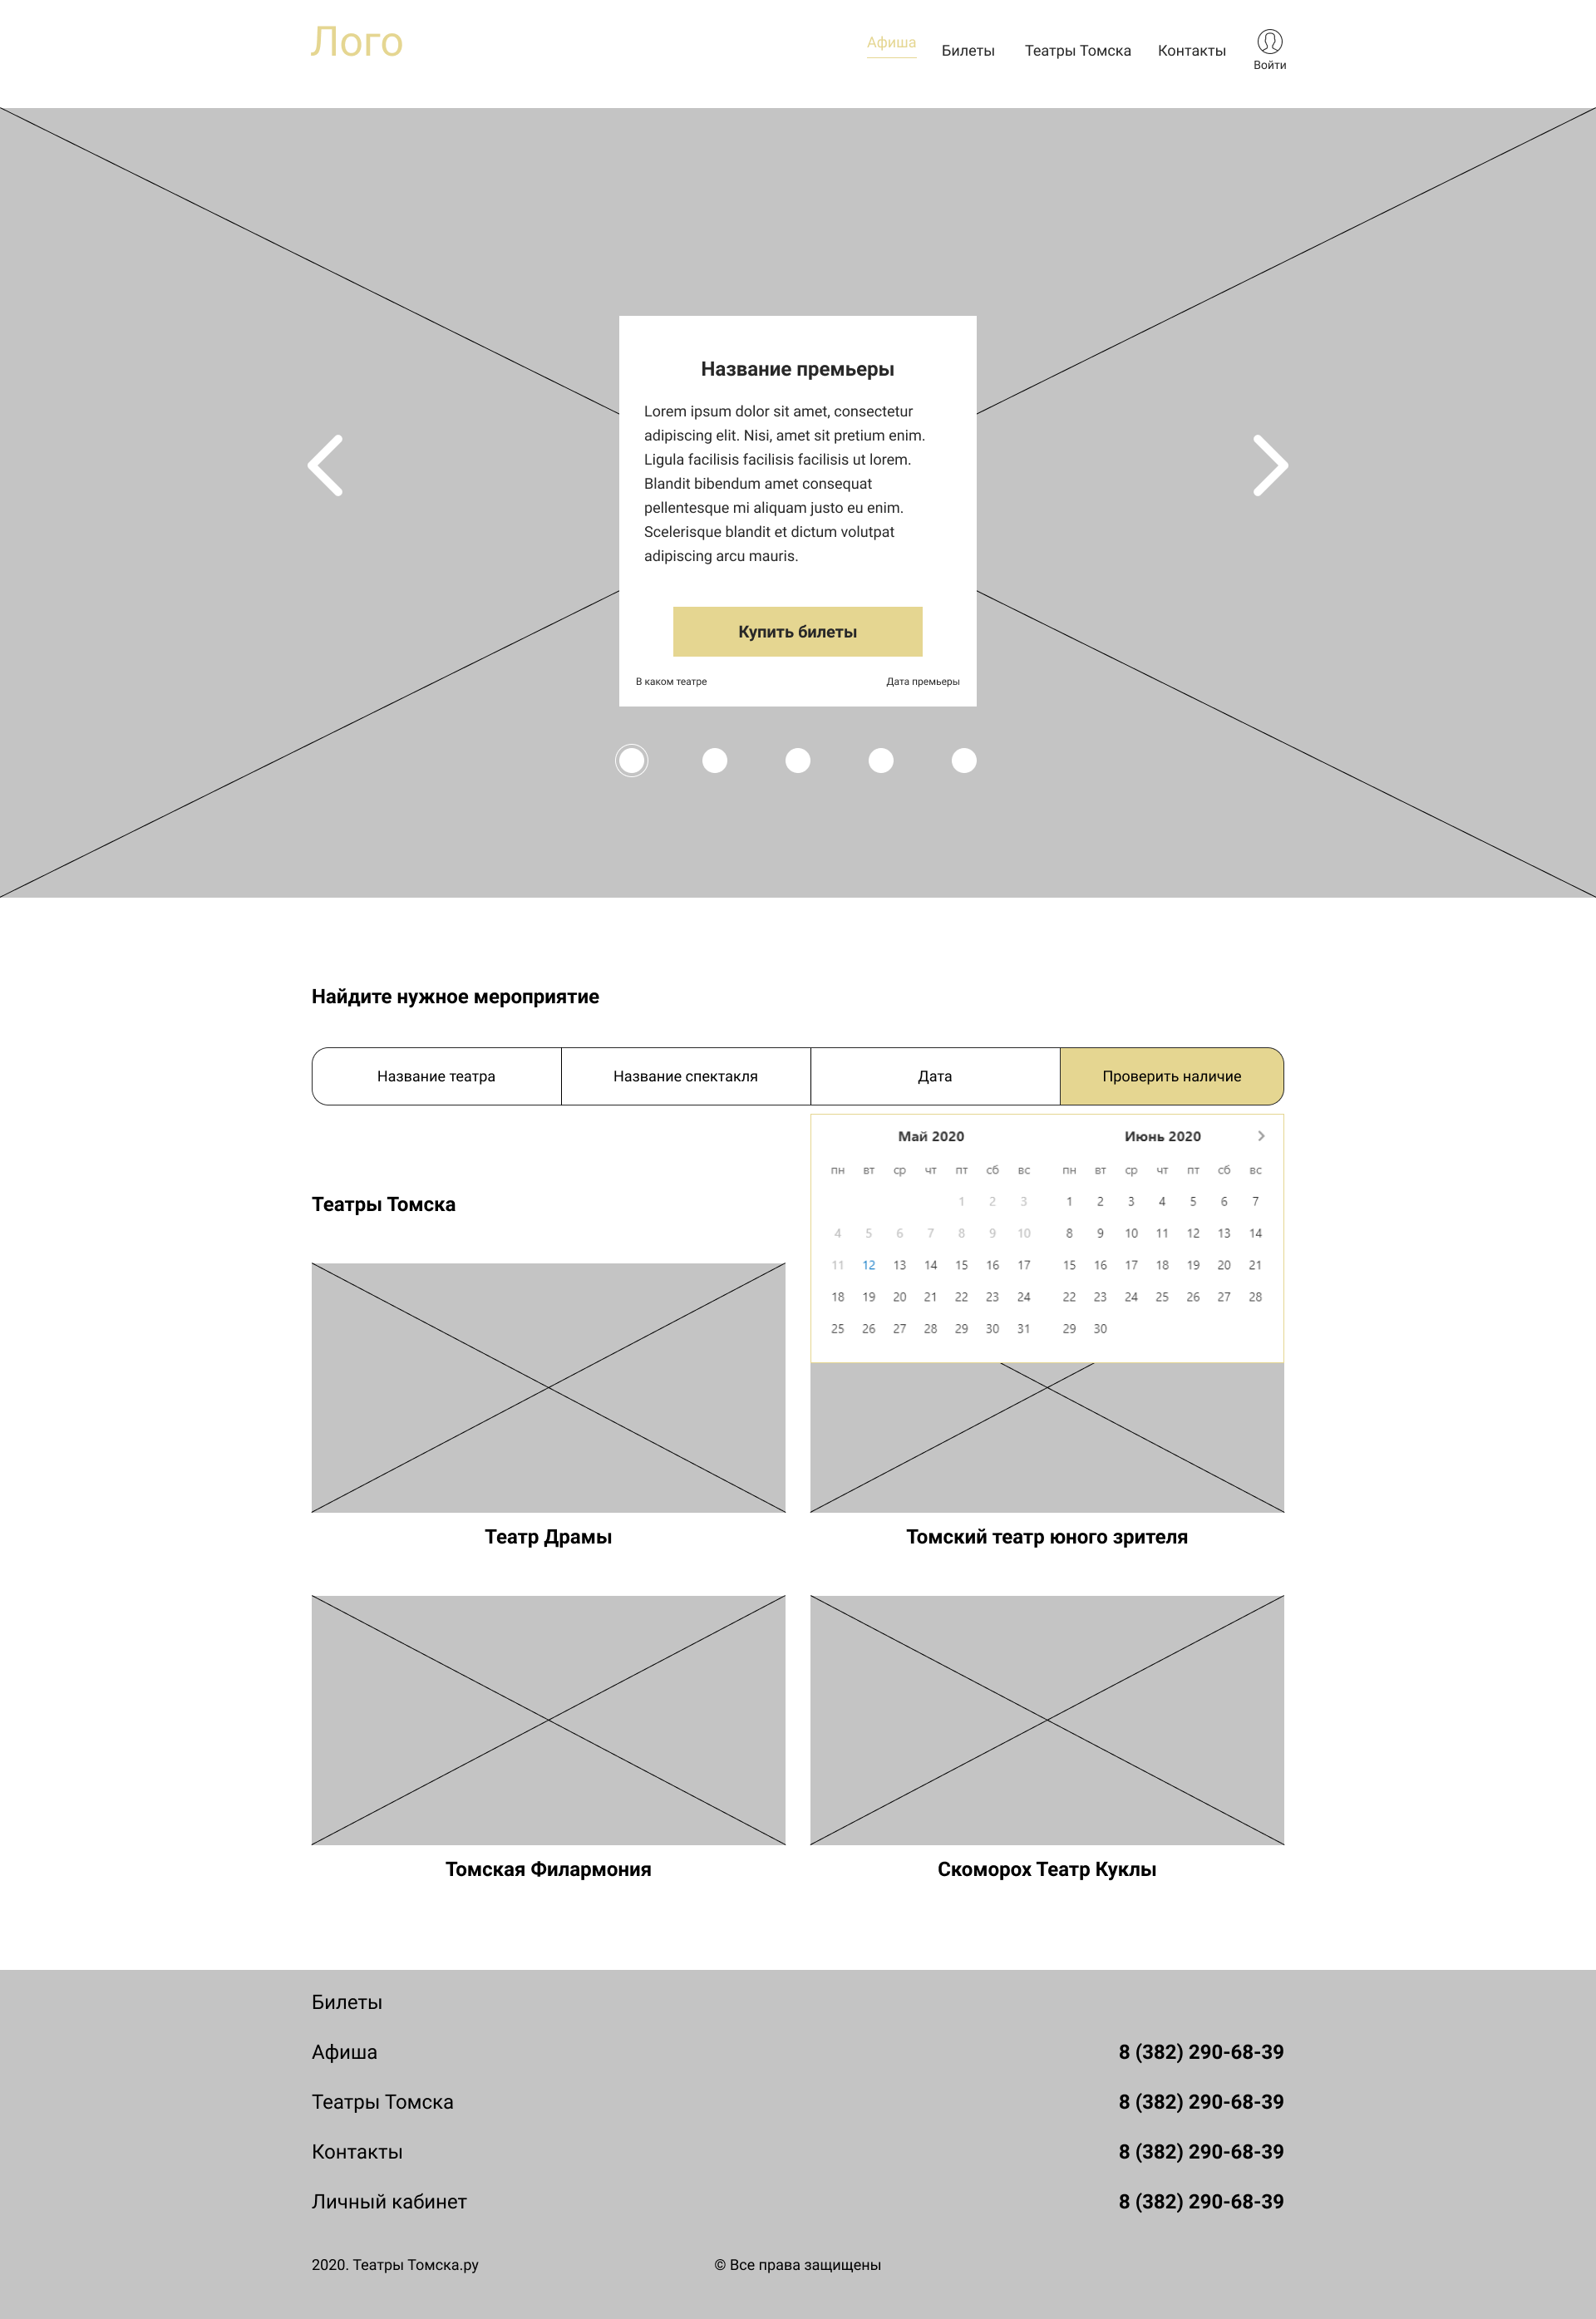 Лого
Афиша
Билеты
Театры Томска
Контакты
Войти
Название премьеры
Lorem ipsum dolor sit amet, consectetur
adipiscing elit. Nisi, amet sit pretium enim.
Ligula facilisis facilisis facilisis ut lorem.
Blandit bibendum amet consequat
pellentesque mi aliquam justo eu enim.
Scelerisque blandit et dictum volutpat
adipiscing arcu mauris.
Купить билеты
В каком театре
Дата премьеры
Найдите нужное мероприятие
Название театра
Название спектакля
Дата
Проверить наличие
Май 2020
пн вт ср чт пт сб вс
1 2 3
4 5 6 7 8 9 10
11 12 13 14 15 16 17
18 19 20 21 22 23 24
25 26 27 28 29 30 31
Июнь 2020
пн вт ср чт пт сб вс
1 2 3 4 5 6 7
8 9 10 11 12 13 14
15 16 17 18 19 20 21
22 23 24 25 26 27 28
29 30
Театры Томска
Театр Драмы
Томский театр юного зрителя
Томская Филармония
Скоморох Театр Куклы
Билеты
Афиша
Театры Томска
Контакты
Личный кабинет
8 (382) 290-68-39
8 (382) 290-68-39
8 (382) 290-68-39
8 (382) 290-68-39
2020. Театры Томска.ру
© Все права защищены